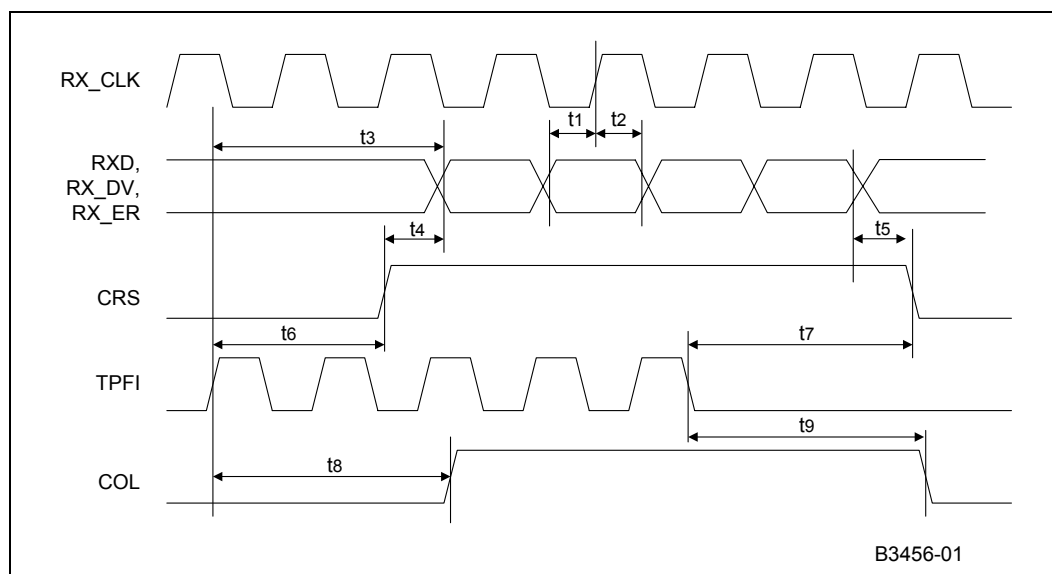 RX_CLK
t1
t2
t3
RXD,
RX_DV,
RX_ER
t4
t5
CRS
t6
t7
TPFI
t9
t8
COL
B3456-01